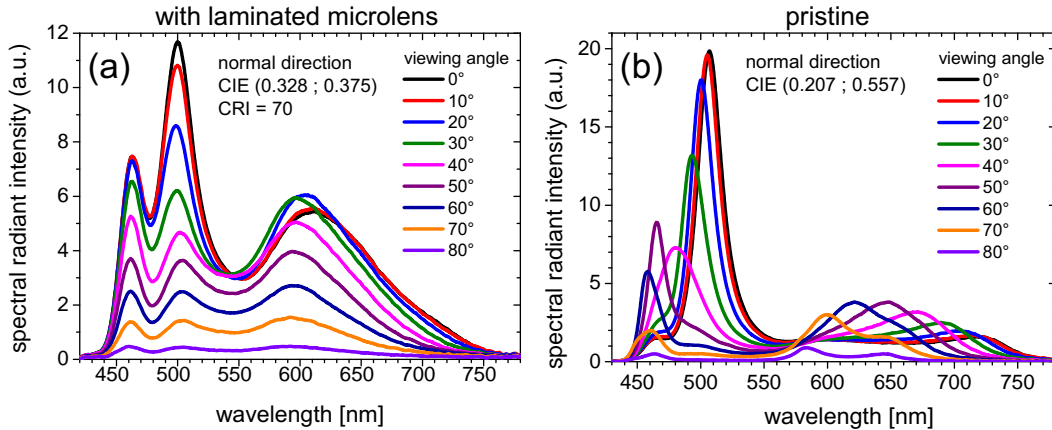 with laminated microlens
(a)
normal direction
CIE (0.328 ; 0.375)
CRI = 70
viewing angle
0°
10°
20°
30°
40°
50°
60°
70°
80°
spectral radiant intensity (a.u.)
12
10
8
6
4
2
0
450 500 550 600 650 700 750
wavelength [nm]
pristine
(b)
normal direction
CIE (0.207 ; 0.557)
viewing angle
0°
10°
20°
30°
40°
50°
60°
70°
80°
spectral radiant intensity (a.u.)
20
15
10
5
0
450 500 550 600 650 700 750
wavelength [nm]